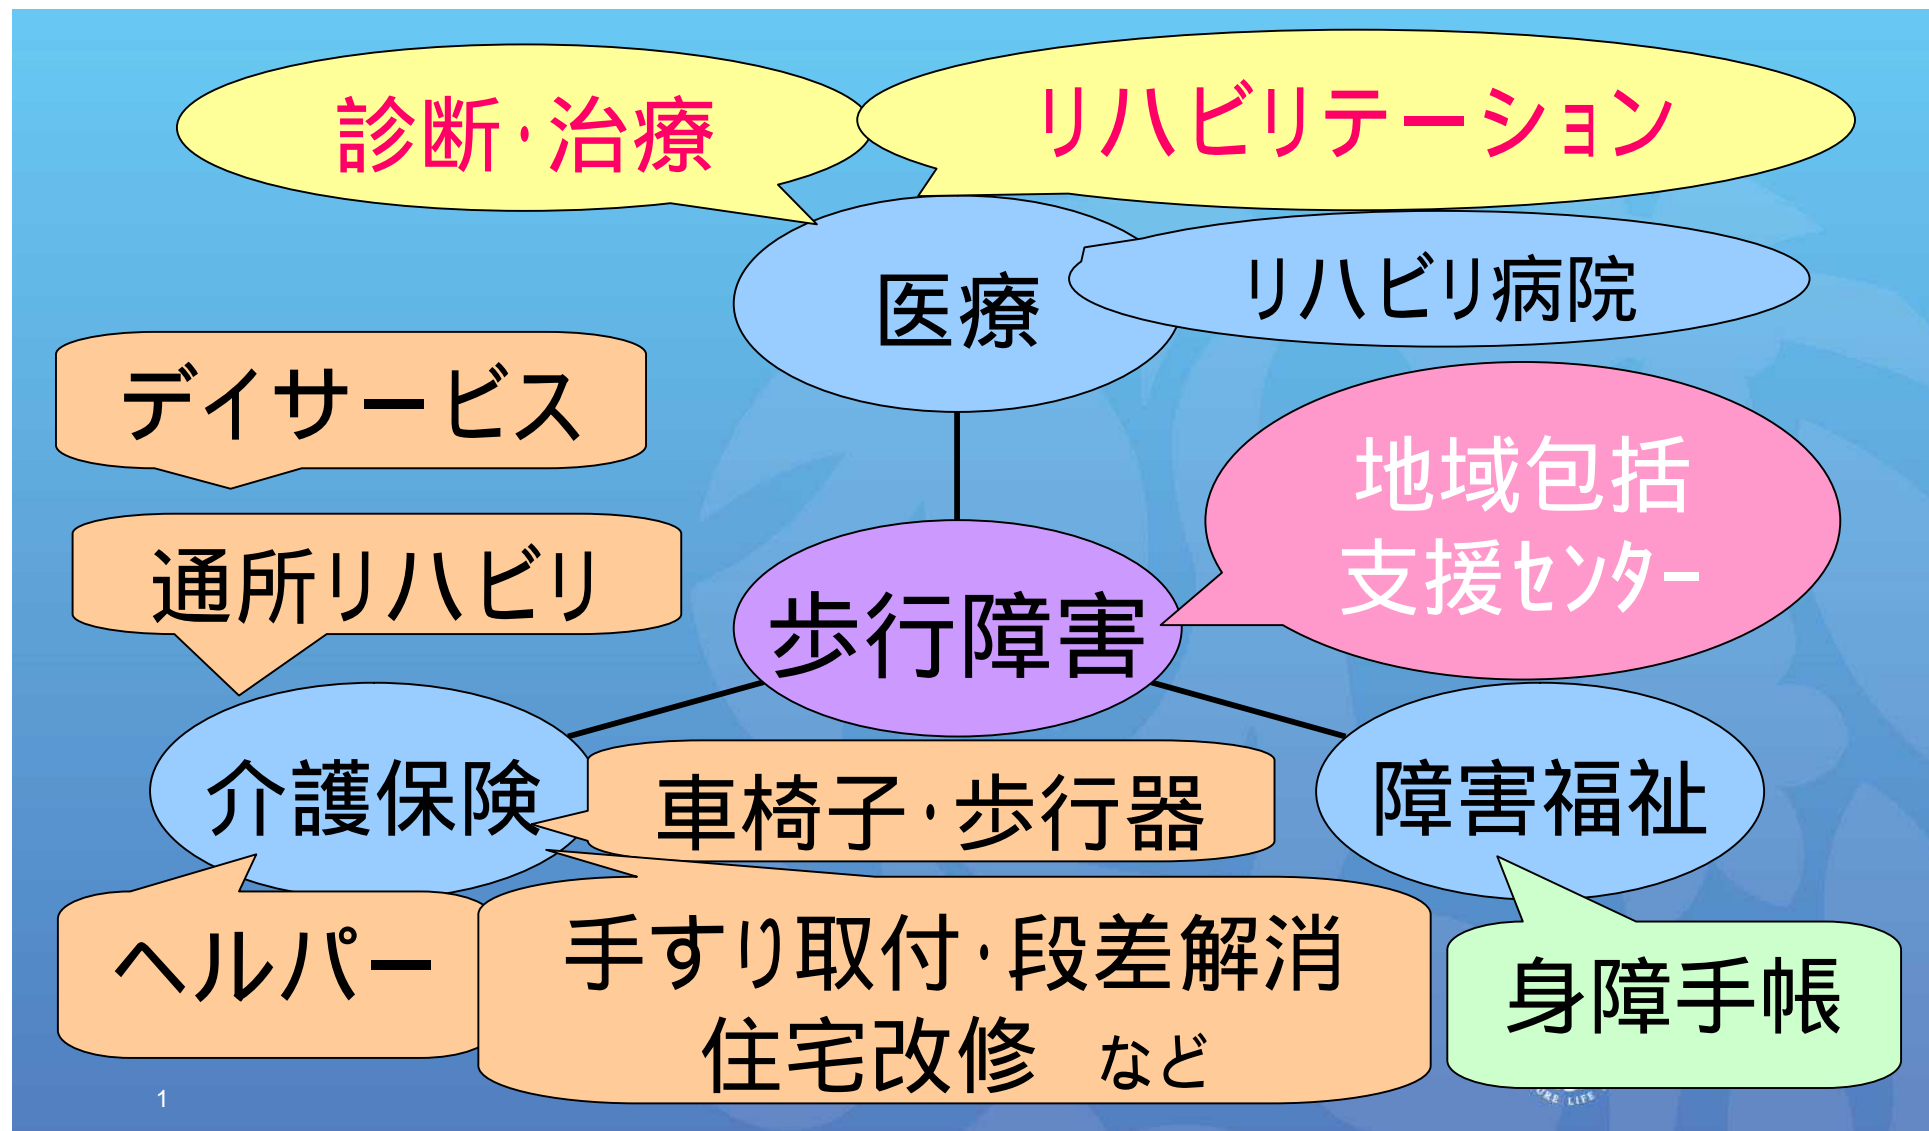 診断・治療
リハビリテーション
医療
リハビリ病院
デイサービス
地域包括
支援センター
通所リハビリ
歩行障害
介護保険
車椅子・歩行器
障害福祉
ヘルパー
手すり取付・段差解消
住宅改修 など
身障手帳
1
LIFE